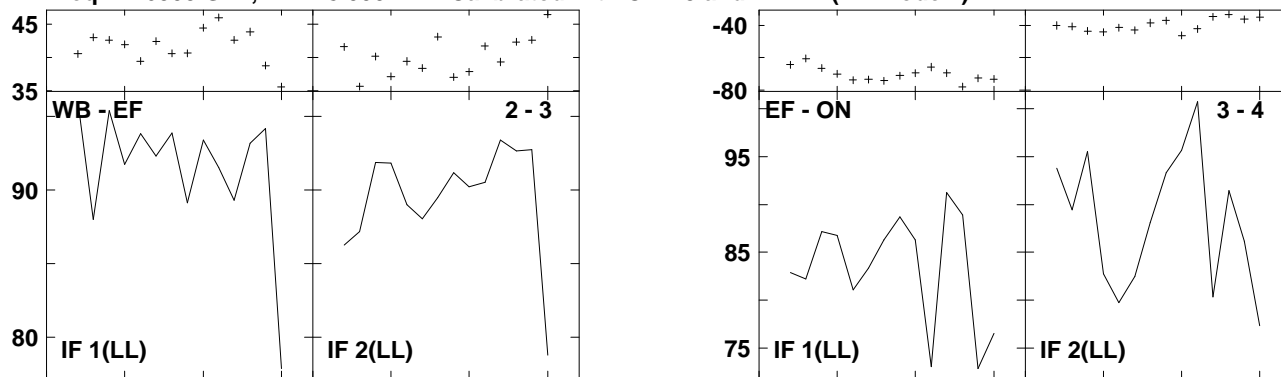 45
35
WB - EF
2 - 3
90
80
IF 1(LL)
IF 2(LL)
-40
-80
EF - ON
3 - 4
95
85
75
IF 1(LL)
IF 2(LL)